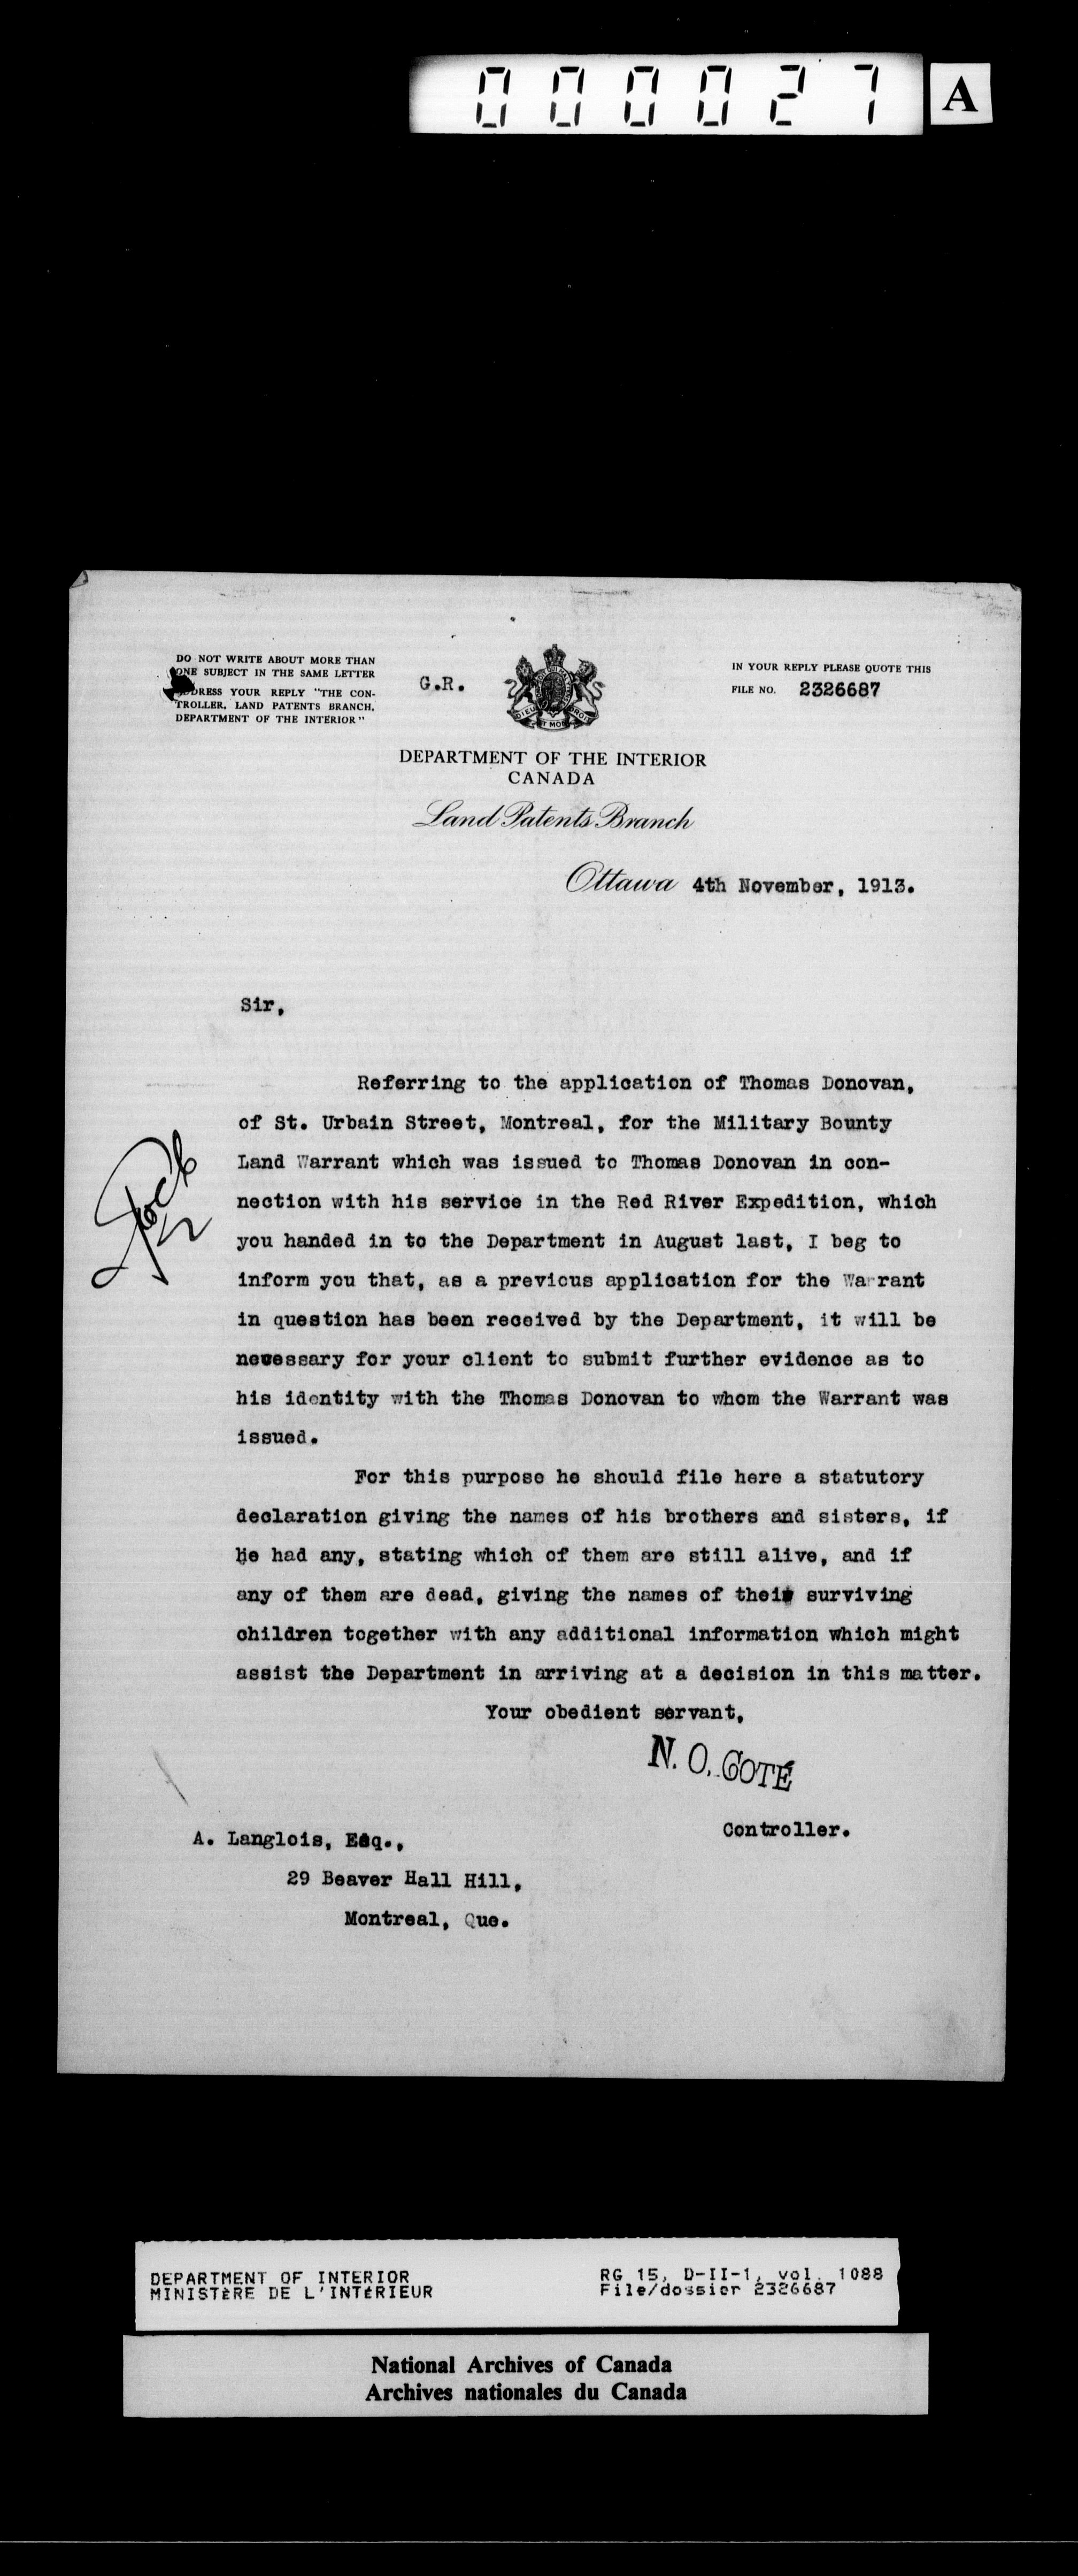 000027 A
DO NOT WRITE ABOUT MORE THAN
ONE SUBJECT IN THE SAME LETTER
ADDRESS YOUR REPLY "THE CON-
TROLLER, LAND PATENTS BRANCH,
DEPARTMENT OF THE INTERIOR"
G.R.
IN YOUR REPLY PLEASE QUOTE THIS
FILE NO. 2326687
DEPARTMENT OF THE INTERIOR
CANADA
Land Patents Branch
Ottawa 4th November, 1913.
Sir,
Referring to the application of Thomas Donovan,
of St. Urbain Street, Montreal, for the Military Bounty
Land Warrant which was issued to Thomas Donovan in con-
nection with his service in the Red River Expedition, which
you handed in to the Department in August last, I beg to
inform you that, as a previous application for the Warrant
in question has been received by the Department, it will be
necessary for your client to submit further evidence as to
his identity with the Thomas Donovan to whom the Warrant was
issued.
For this purpose he should file here a statutory
declaration giving the names of his brothers and sisters, if
he had any, stating which of them are still alive, and if
any of them are dead, giving the names of their surviving
children together with any additional information which might
assist the Department in arriving at a decision in this matter.
Your obedient servant,
N. O. COTÉ
Controller.
A. Langlois, Esq.,
29 Beaver Hall Hill,
Montreal, Que.
DEPARTMENT OF INTERIOR
MINISTÈRE DE L'INTÉRIEUR
RG 15, D-II-1, vol. 1088
File/dossier 2326687
National Archives of Canada
Archives nationales du Canada